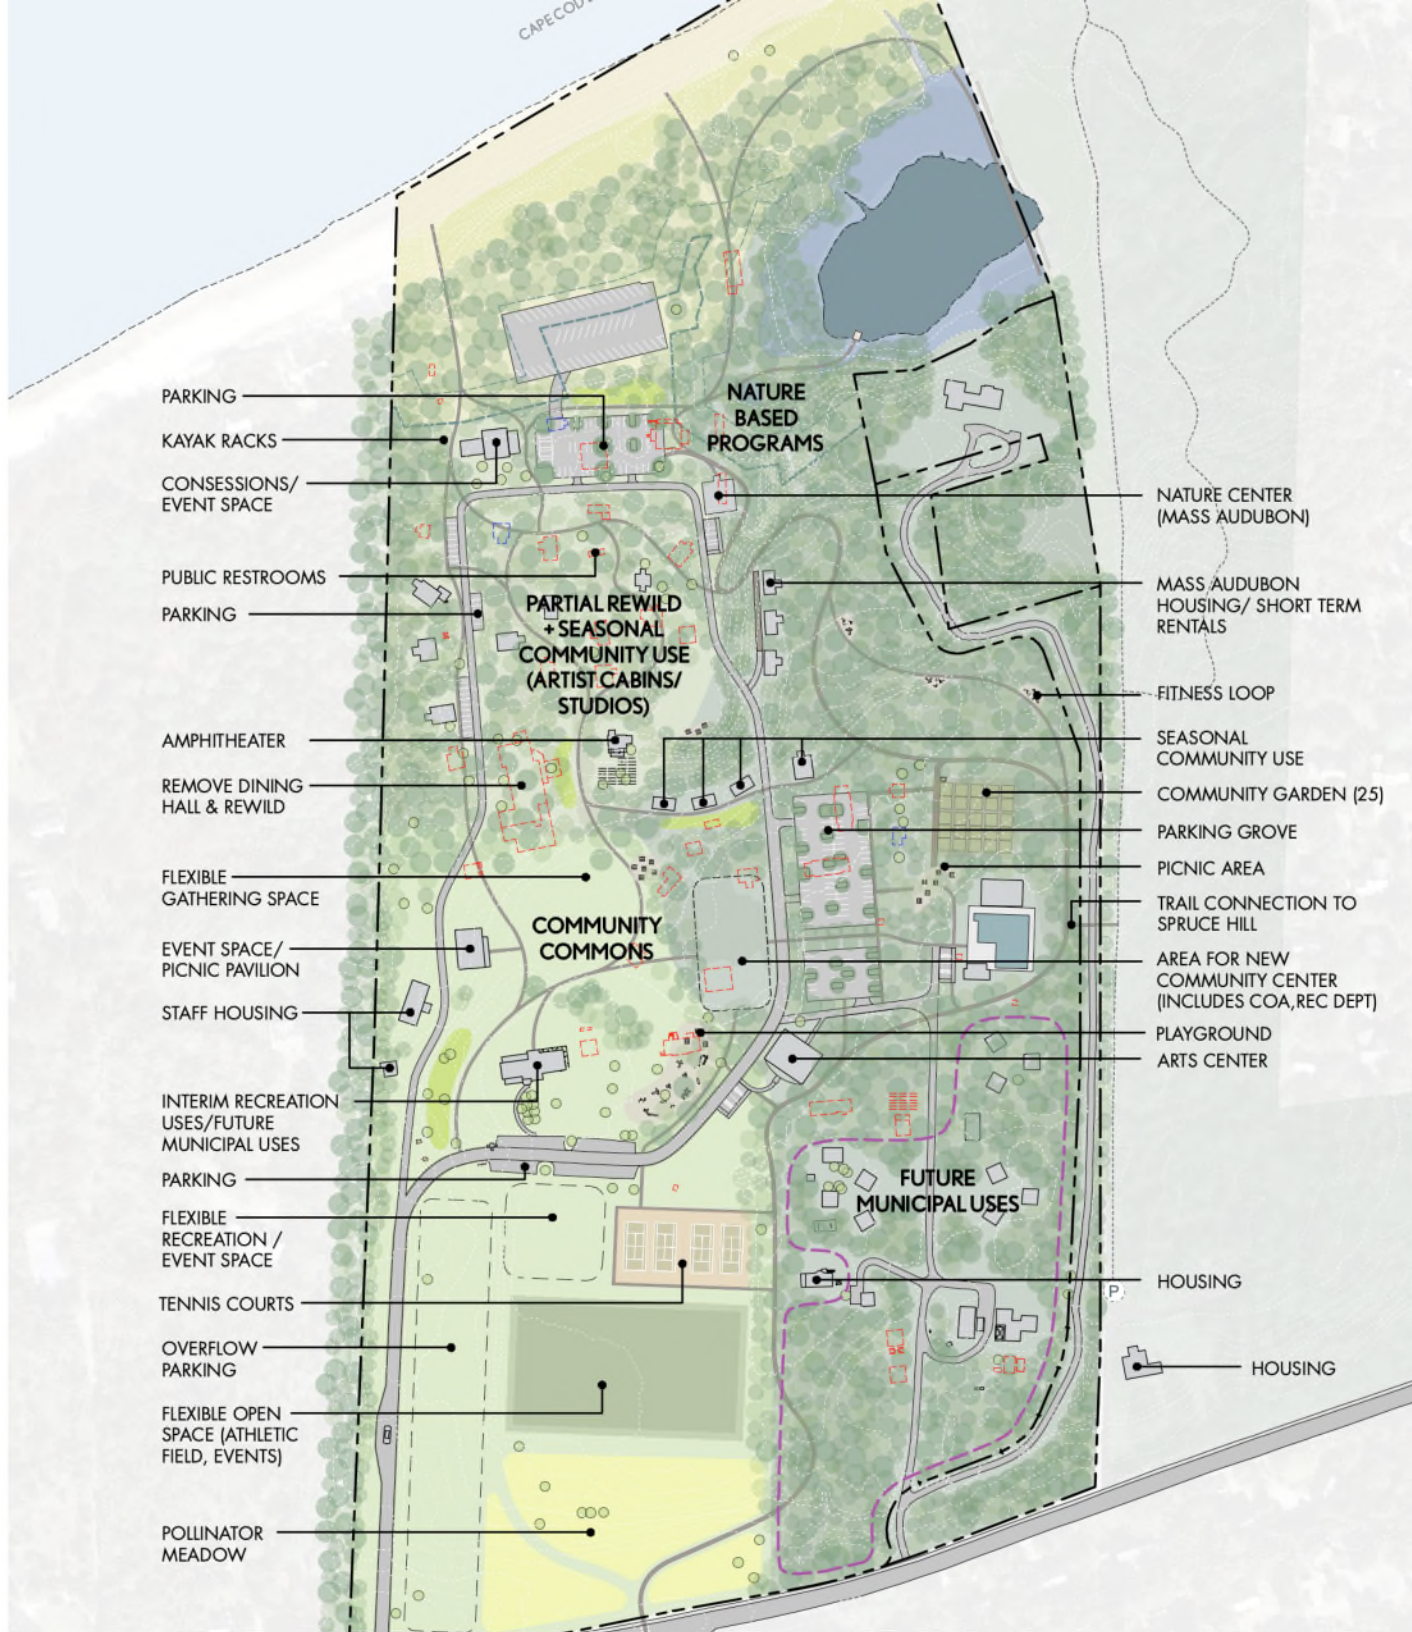 CAPE COD
PARKING
KAYAK RACKS
CONSESSIONS/
EVENT SPACE
PUBLIC RESTROOMS
PARKING
AMPHITHEATER
REMOVE DINING
HALL & REWILD
FLEXIBLE
GATHERING SPACE
EVENT SPACE/
PICNIC PAVILION
STAFF HOUSING
INTERIM RECREATION
USES/FUTURE
MUNICIPAL USES
PARKING
FLEXIBLE
RECREATION /
EVENT SPACE
TENNIS COURTS
OVERFLOW
PARKING
FLEXIBLE OPEN
SPACE (ATHLETIC
FIELD, EVENTS)
POLLINATOR
MEADOW
NATURE
BASED
PROGRAMS
PARTIAL REWILD
+ SEASONAL
COMMUNITY USE
(ARTIST CABINS/
STUDIOS)
COMMUNITY
COMMONS
FUTURE
MUNICIPAL USES
NATURE CENTER
(MASS AUDUBON)
MASS AUDUBON
HOUSING/ SHORT TERM
RENTALS
FITNESS LOOP
SEASONAL
COMMUNITY USE
COMMUNITY GARDEN (25)
PARKING GROVE
PICNIC AREA
TRAIL CONNECTION TO
SPRUCE HILL
AREA FOR NEW
COMMUNITY CENTER
(INCLUDES COA,REC DEPT)
PLAYGROUND
ARTS CENTER
HOUSING
P
HOUSING